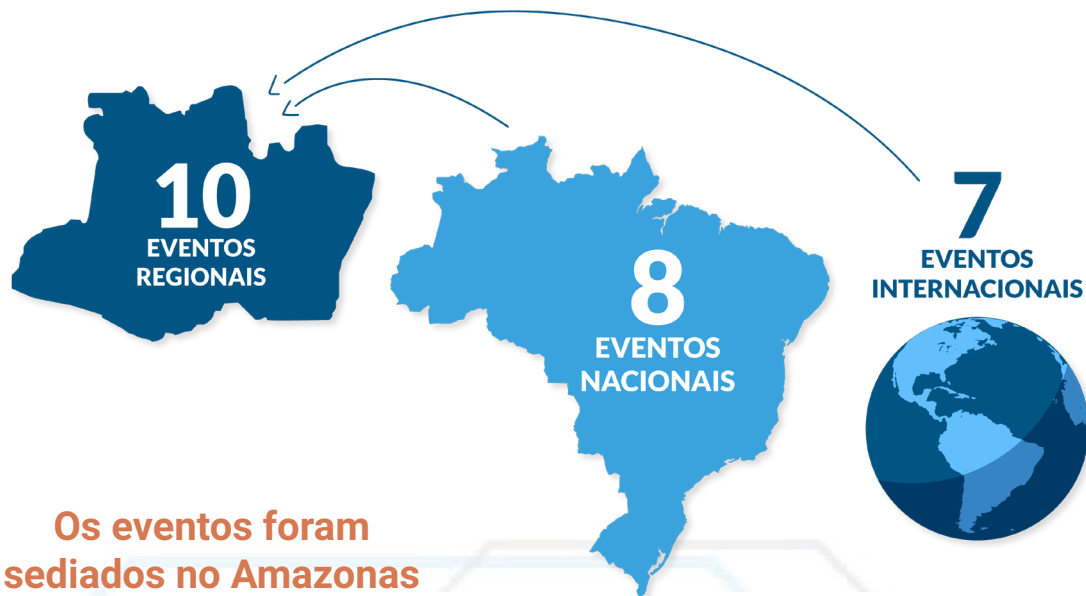 10
EVENTOS
REGIONAIS
8
EVENTOS
NACIONAIS
7
EVENTOS
INTERNACIONAIS
Os eventos foram
sediados no Amazonas